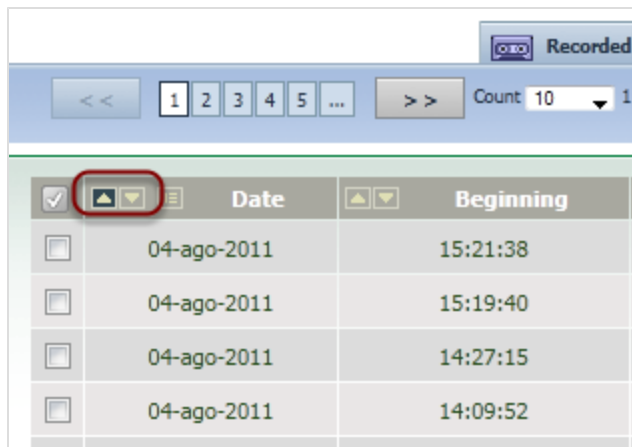 Recorded
<< 1 2 3 4 5 ... >> Count 10 1
Date Beginning
04-ago-2011 15:21:38
04-ago-2011 15:19:40
04-ago-2011 14:27:15
04-ago-2011 14:09:52